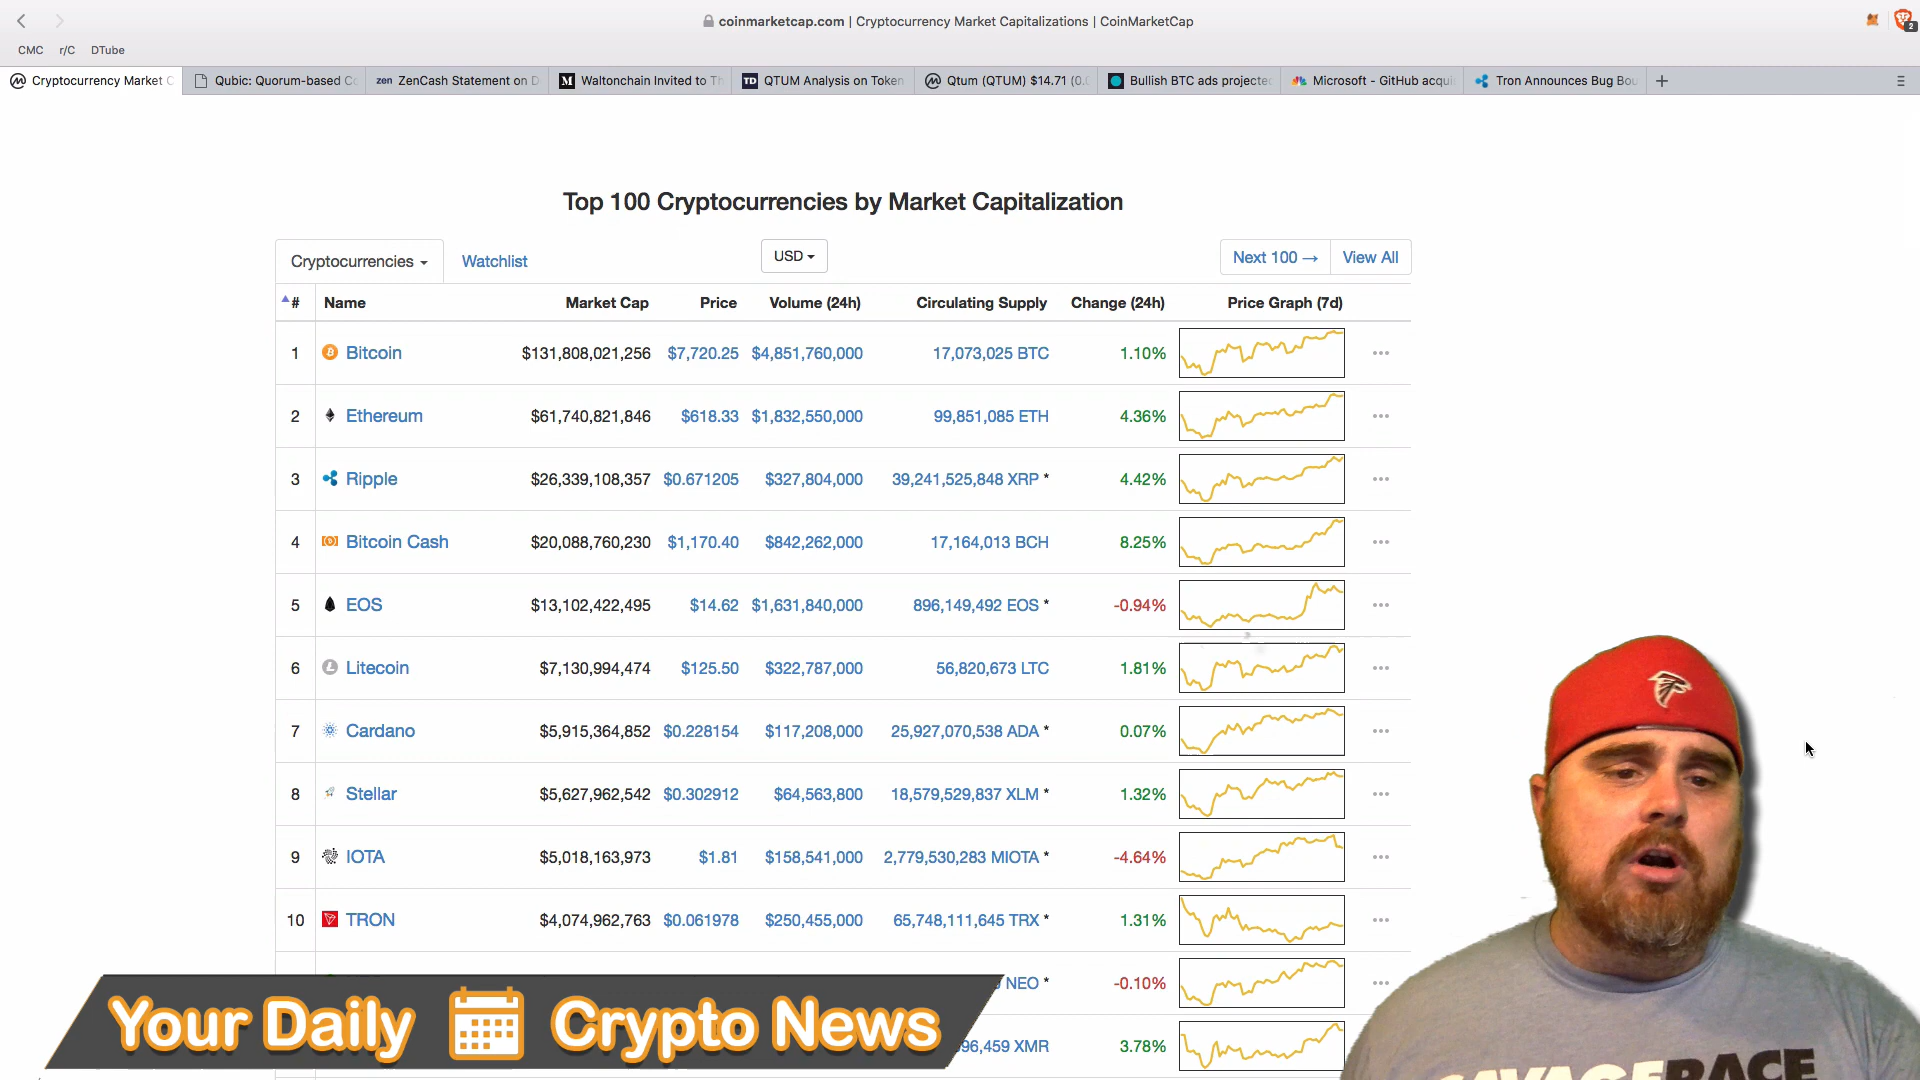 coinmarketcap.com | Cryptocurrency Market Capitalizations | CoinMarketCap
2
CMC r/C DTube
Cryptocurrency Market C
Qubic: Quorum-based Co
zen ZenCash Statement on D
M Waltonchain Invited to Th
TD QTUM Analysis on Token
Qtum (QTUM) $14.71 (0.0
Bullish BTC ads projected
Microsoft - GitHub acqui
Tron Announces Bug Bou
Top 100 Cryptocurrencies by Market Capitalization
Cryptocurrencies Watchlist USD Next 100 → View All
# Name Market Cap Price Volume (24h) Circulating Supply Change (24h) Price Graph (7d)
1 Bitcoin $131,808,021,256 $7,720.25 $4,851,760,000 17,073,025 BTC 1.10%
2 Ethereum $61,740,821,846 $618.33 $1,832,550,000 99,851,085 ETH 4.36%
3 Ripple $26,339,108,357 $0.671205 $327,804,000 39,241,525,848 XRP * 4.42%
4 Bitcoin Cash $20,088,760,230 $1,170.40 $842,262,000 17,164,013 BCH 8.25%
5 EOS $13,102,422,495 $14.62 $1,631,840,000 896,149,492 EOS * -0.94%
6 Litecoin $7,130,994,474 $125.50 $322,787,000 56,820,673 LTC 1.81%
7 Cardano $5,915,364,852 $0.228154 $117,208,000 25,927,070,538 ADA * 0.07%
8 Stellar $5,627,962,542 $0.302912 $64,563,800 18,579,529,837 XLM * 1.32%
9 IOTA $5,018,163,973 $1.81 $158,541,000 2,779,530,283 MIOTA * -4.64%
10 TRON $4,074,962,763 $0.061978 $250,455,000 65,748,111,645 TRX * 1.31%
NEO * -0.10%
96,459 XMR 3.78%
Your Daily Crypto News
SAVAGERACE